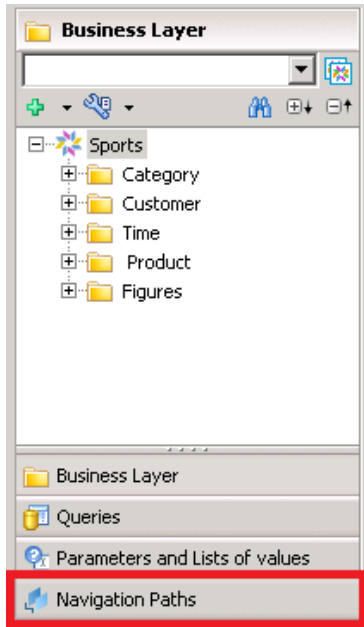 Business Layer
Sports
Category
Customer
Time
Product
Figures
Business Layer
Queries
Parameters and Lists of values
Navigation Paths